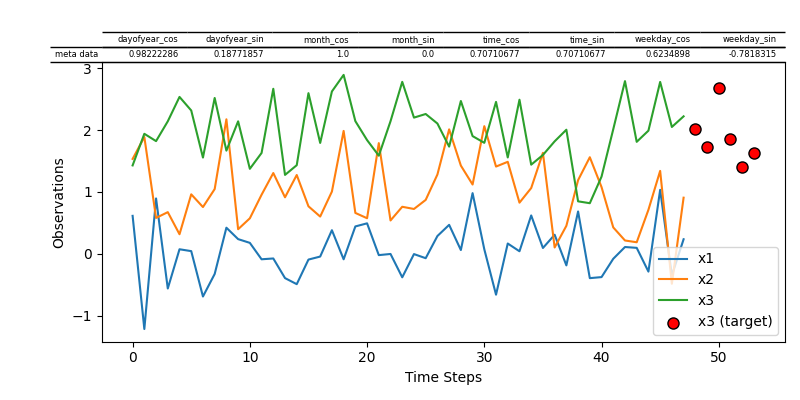 dayofyear_cos dayofyear_sin month_cos month_sin time_cos time_sin weekday_cos weekday_sin
meta data 0.98222286 0.18771857 1.0 0.0 0.70710677 0.70710677 0.6234898 -0.7818315
3
2
1
0
−1
Observations
x1
x2
x3
x3 (target)
0 10 20 30 40 50
Time Steps